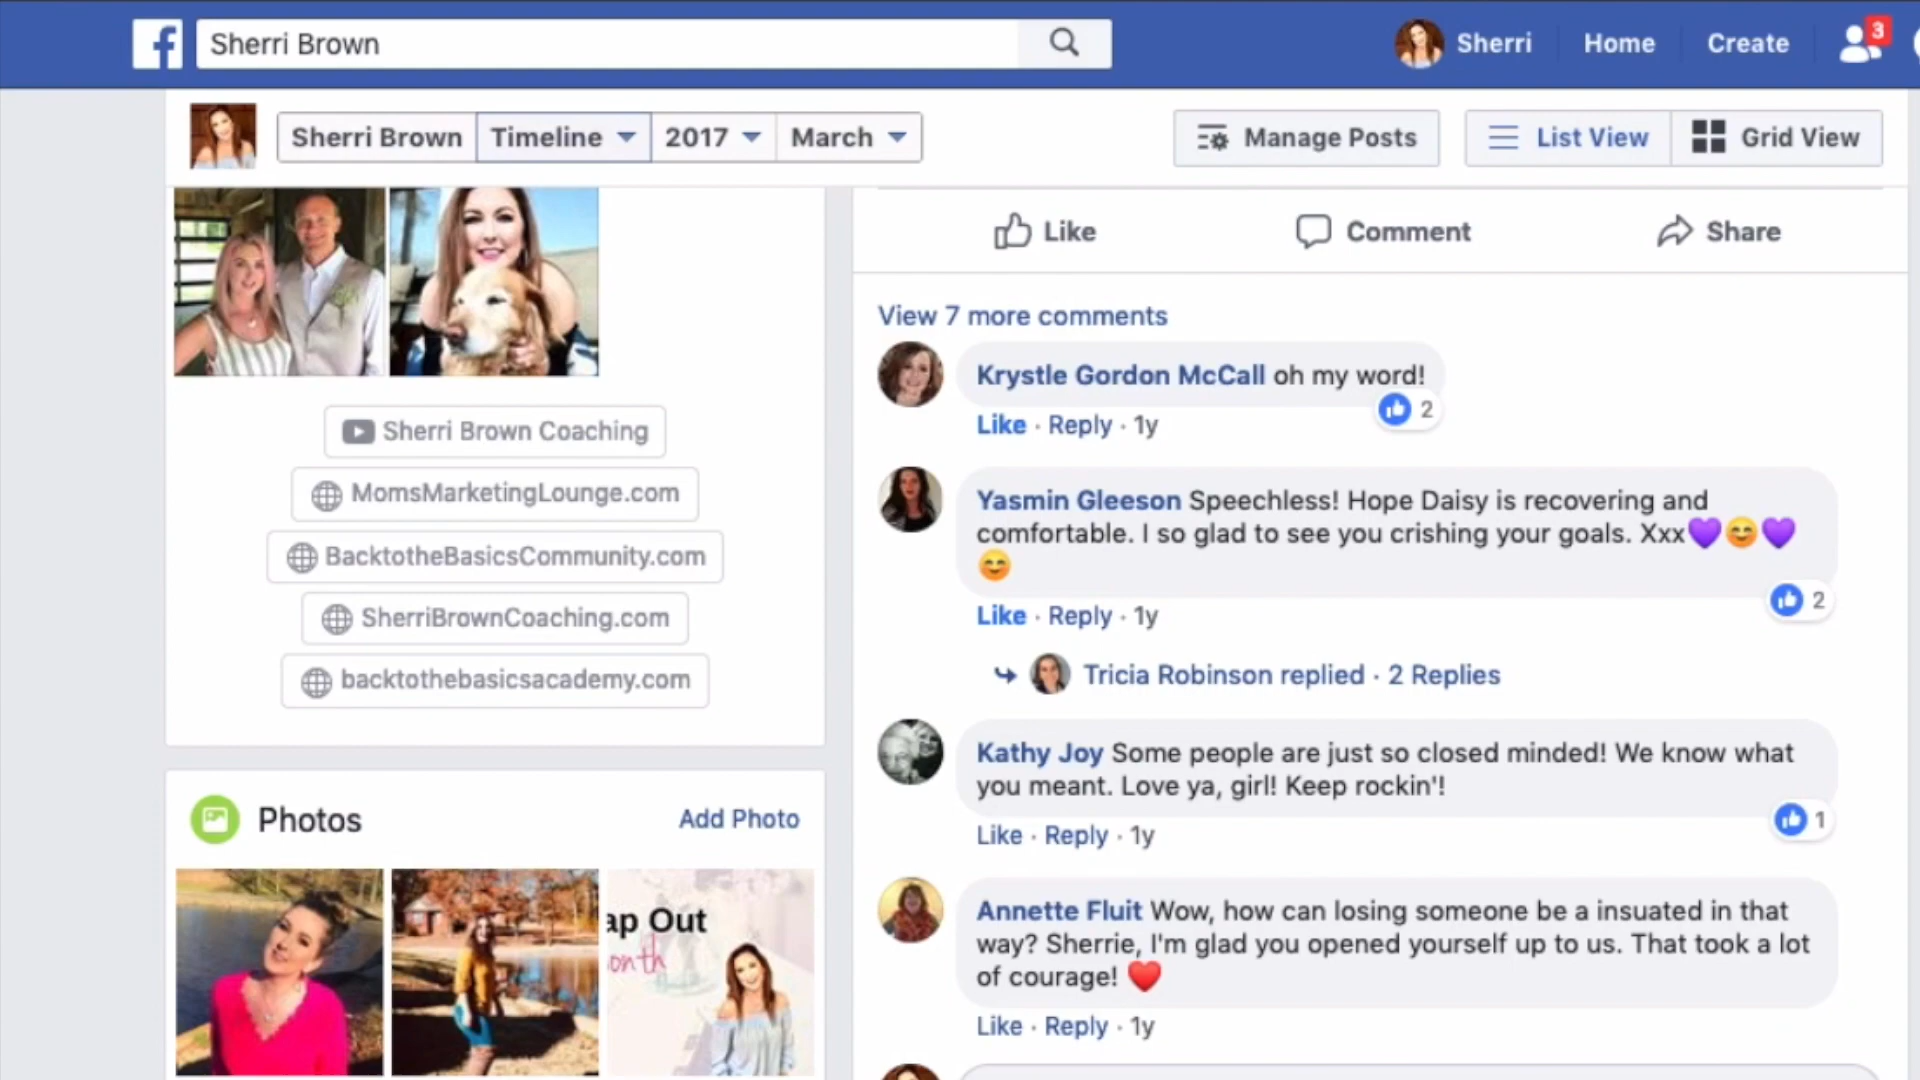 Sherri Brown
Sherri
Home
Create
3
Sherri Brown
Timeline
2017
March
Manage Posts
List View
Grid View
Like
Comment
Share
Sherri Brown Coaching
MomsMarketingLounge.com
BacktotheBasicsCommunity.com
SherriBrownCoaching.com
backtothebasicsacademy.com
Photos
Add Photo
ap Out
onth
View 7 more comments
Krystle Gordon McCall oh my word!
2
Like · Reply · 1y
Yasmin Gleeson Speechless! Hope Daisy is recovering and
comfortable. I so glad to see you crishing your goals. Xxx💜😊💜
😊
2
Like · Reply · 1y
Tricia Robinson replied · 2 Replies
Kathy Joy Some people are just so closed minded! We know what
you meant. Love ya, girl! Keep rockin'!
1
Like · Reply · 1y
Annette Fluit Wow, how can losing someone be a insuated in that
way? Sherrie, I'm glad you opened yourself up to us. That took a lot
of courage! ❤️
Like · Reply · 1y